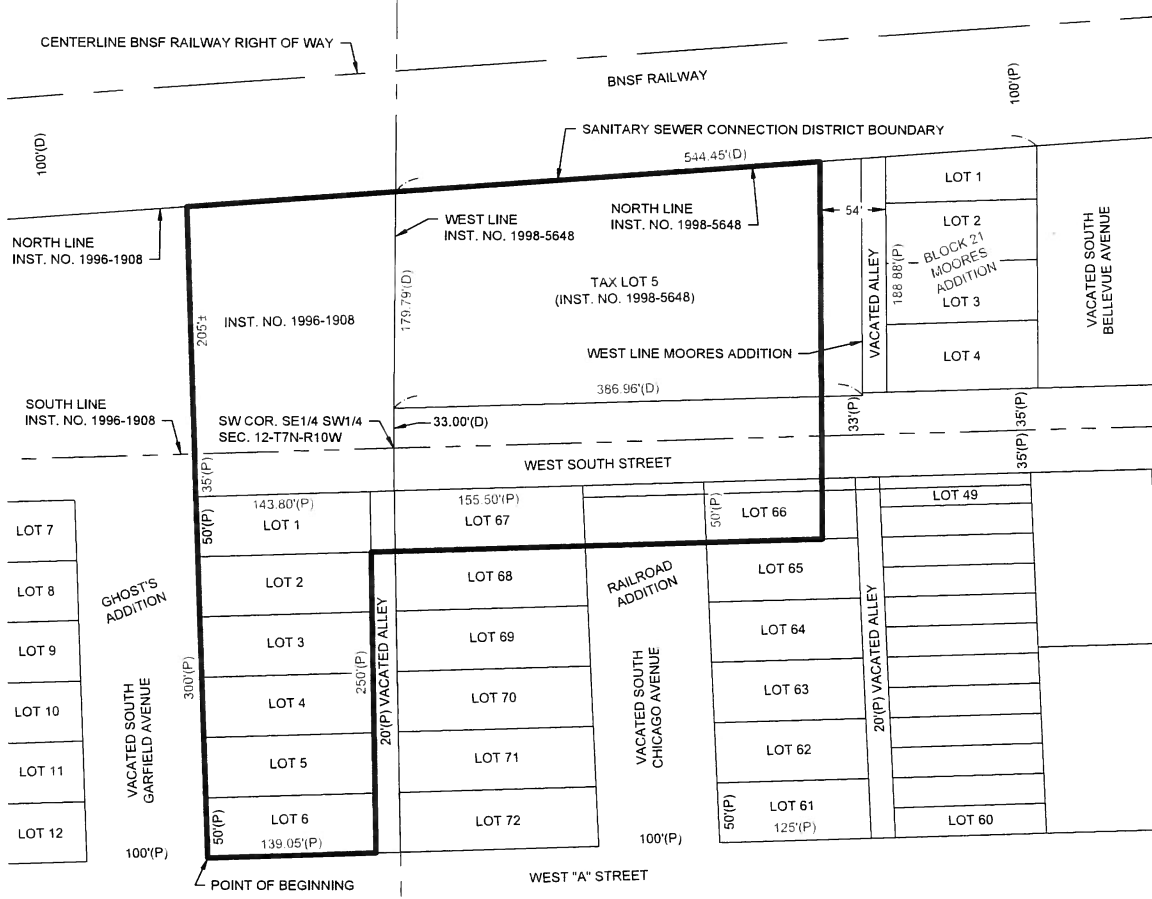 CENTERLINE BNSF RAILWAY RIGHT OF WAY
BNSF RAILWAY
100'(P)
100'(D)
SANITARY SEWER CONNECTION DISTRICT BOUNDARY
544.45'(D)
LOT 1
NORTH LINE
INST. NO. 1996-1908
WEST LINE
INST. NO. 1998-5648
NORTH LINE
INST. NO. 1998-5648
54'
LOT 2
BLOCK 21
MOORES
ADDITION
VACATED SOUTH
BELLEVUE AVENUE
188.88'(P)
VACATED ALLEY
LOT 3
LOT 4
205'±
INST. NO. 1996-1908
179.79'(D)
TAX LOT 5
(INST. NO. 1998-5648)
WEST LINE MOORES ADDITION
386.96'(D)
SOUTH LINE
INST. NO. 1996-1908
SW COR. SE1/4 SW1/4
SEC. 12-T7N-R10W
33.00'(D)
33'(P)
35'(P)
35'(P)
WEST SOUTH STREET
35'(P)
143.80'(P)
155.50'(P)
50'(P)
LOT 1
LOT 67
50'(P)
LOT 66
LOT 49
LOT 7
LOT 8
LOT 9
LOT 10
LOT 11
LOT 12
GHOST'S
ADDITION
VACATED SOUTH
GARFIELD AVENUE
100'(P)
300'(P)
LOT 2
LOT 3
LOT 4
LOT 5
LOT 6
50'(P)
139.05'(P)
250'(P)
20'(P) VACATED ALLEY
LOT 68
LOT 69
LOT 70
LOT 71
LOT 72
RAILROAD
ADDITION
VACATED SOUTH
CHICAGO AVENUE
100'(P)
LOT 65
LOT 64
LOT 63
LOT 62
LOT 61
50'(P)
125'(P)
20'(P) VACATED ALLEY
LOT 60
POINT OF BEGINNING
WEST "A" STREET